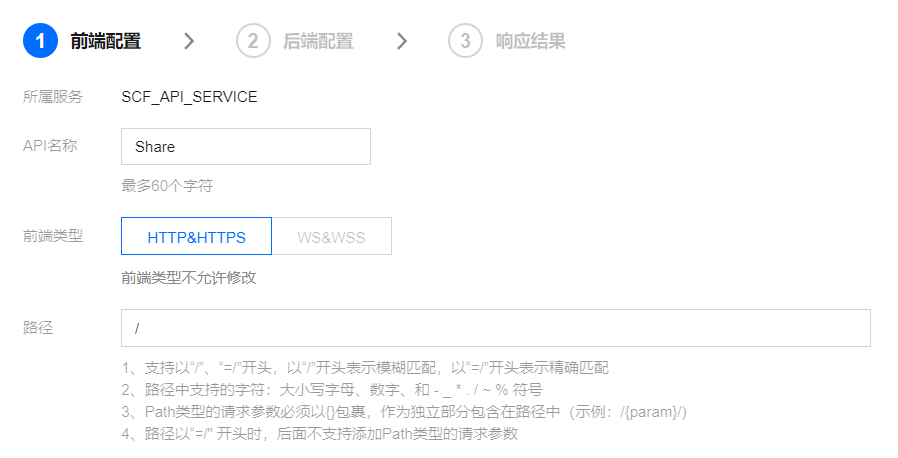 1 前端配置 > 2 后端配置 > 3 响应结果
所属服务 SCF_API_SERVICE
API名称 Share
最多60个字符
前端类型 HTTP&HTTPS WS&WSS
前端类型不允许修改
路径 /
1、支持以“/”、“=/”开头，以“/”开头表示模糊匹配，以“=/”开头表示精确匹配
2、路径中支持的字符：大小写字母、数字、和 - _ * . / ~ % 符号
3、Path类型的请求参数必须以{}包裹，作为独立部分包含在路径中（示例：/{param}/）
4、路径以“=/” 开头时，后面不支持添加Path类型的请求参数